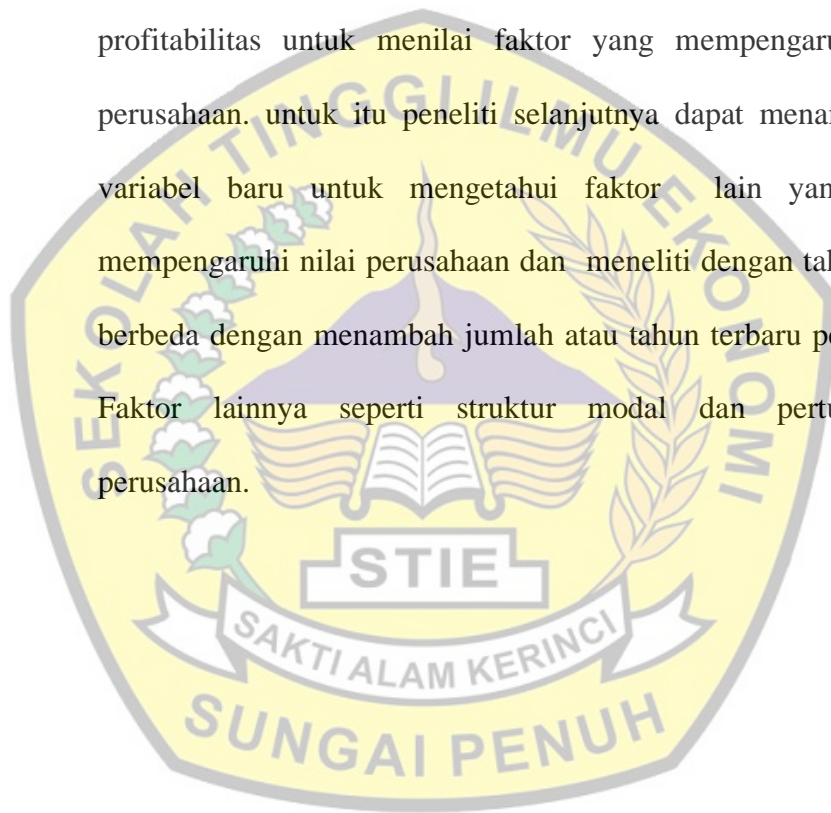 profitabilitas untuk menilai faktor yang mempengaru
perusahaan. untuk itu peneliti selanjutnya dapat menar
variabel baru untuk mengetahui faktor lain yan
mempengaruhi nilai perusahaan dan meneliti dengan tal
berbeda dengan menambah jumlah atau tahun terbaru p
Faktor lainnya seperti struktur modal dan pertu
perusahaan.
SEKOLAH TINGGI ILMU EKONOMI
STIE
SAKTI ALAM KERINCI
SUNGAI PENUH